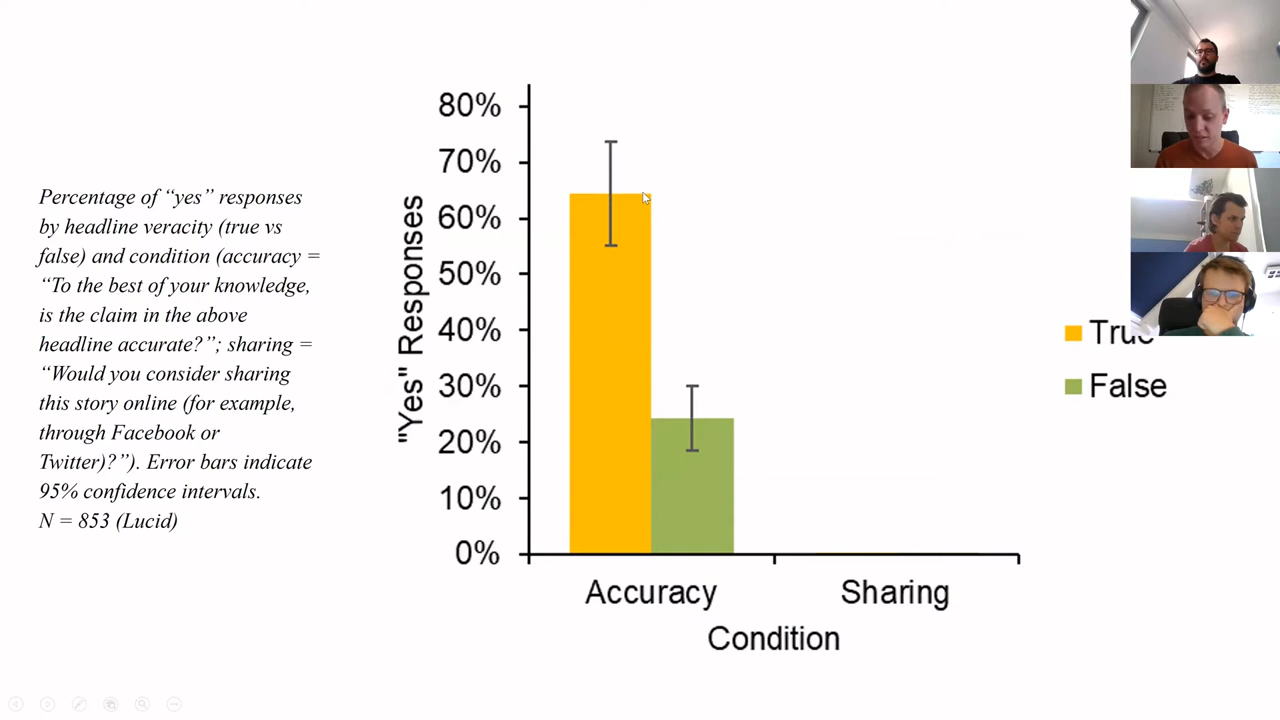 Percentage of “yes” responses
by headline veracity (true vs
false) and condition (accuracy =
“To the best of your knowledge,
is the claim in the above
headline accurate?”; sharing =
“Would you consider sharing
this story online (for example,
through Facebook or
Twitter)?”). Error bars indicate
95% confidence intervals.
N = 853 (Lucid)
"Yes" Responses
80%
70%
60%
50%
40%
30%
20%
10%
0%
Accuracy
Sharing
Condition
True
False